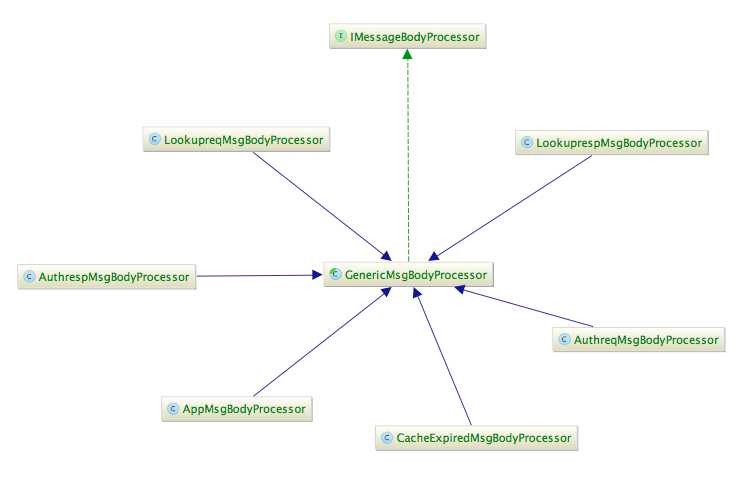 I IMessageBodyProcessor
C LookupreqMsgBodyProcessor
C LookuprespMsgBodyProcessor
C AuthrespMsgBodyProcessor
C GenericMsgBodyProcessor
C AuthreqMsgBodyProcessor
C AppMsgBodyProcessor
C CacheExpiredMsgBodyProcessor